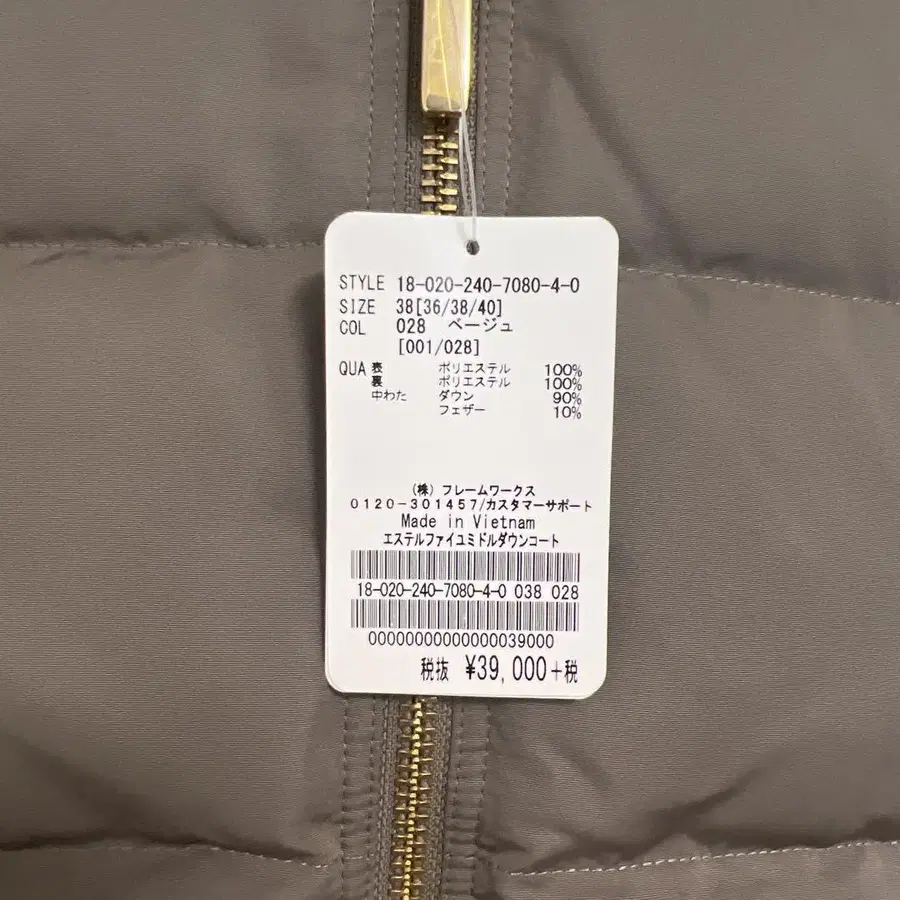 STYLE 18-020-240-7080-4-0
SIZE 38[36/38/40]
COL 028 ベージュ
[001/028]
QUA 表 ポリエステル 100%
裏 ポリエステル 100%
中わた ダウン 90%
フェザー 10%
(株) フレームワークス
0120-301457/カスタマーサポート
Made in Vietnam
エステルファイユミドルダウンコート
18-020-240-7080-4-0 038 028
00000000000000039000
税抜 ¥39,000+税